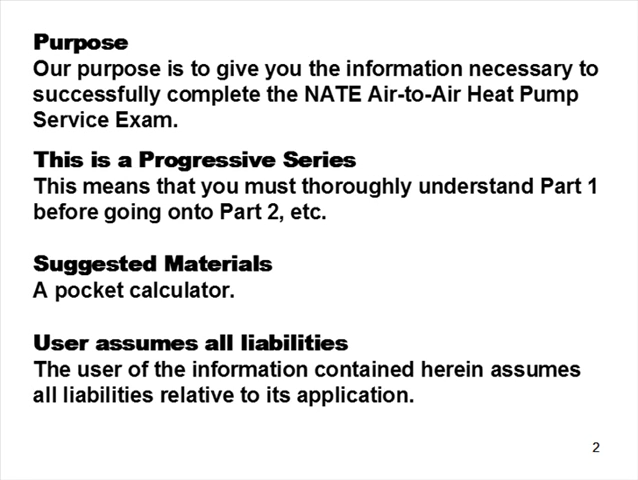 Purpose
Our purpose is to give you the information necessary to
successfully complete the NATE Air-to-Air Heat Pump
Service Exam.
This is a Progressive Series
This means that you must thoroughly understand Part 1
before going onto Part 2, etc.
Suggested Materials
A pocket calculator.
User assumes all liabilities
The user of the information contained herein assumes
all liabilities relative to its application.
2